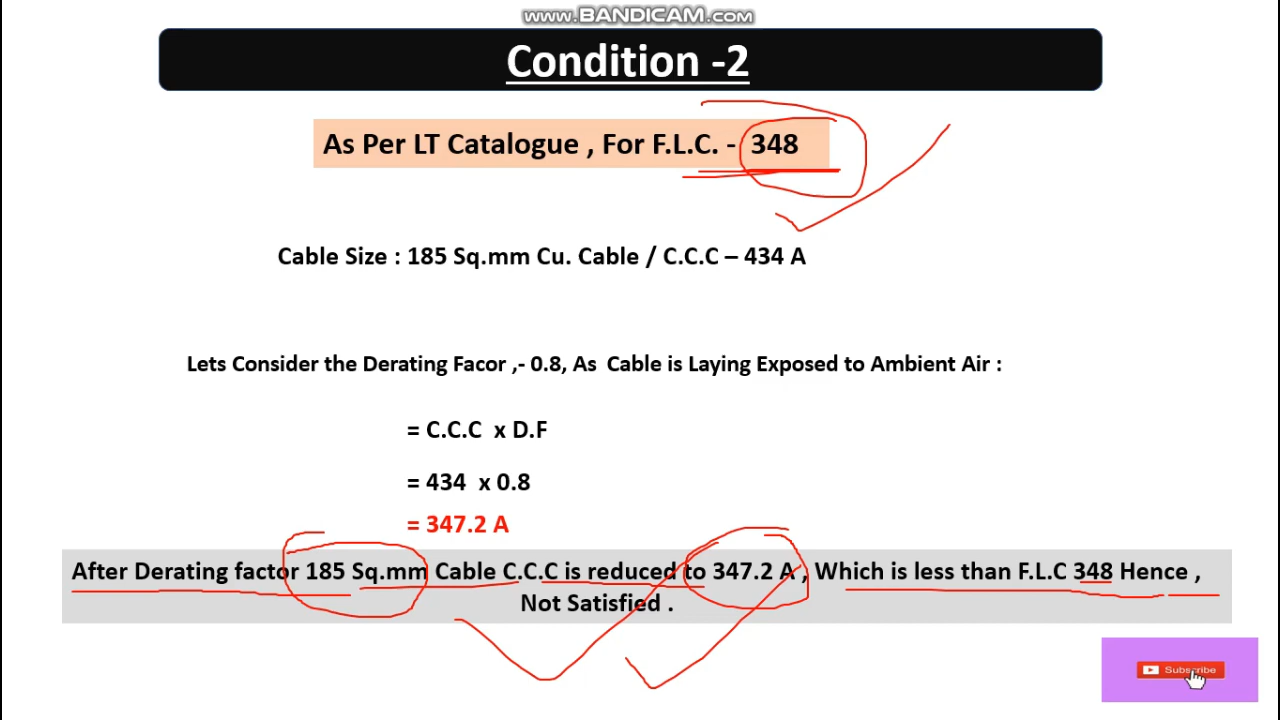 www.BANDICAM.com
Condition -2
As Per LT Catalogue , For F.L.C. - 348
Cable Size : 185 Sq.mm Cu. Cable / C.C.C – 434 A
Lets Consider the Derating Facor ,- 0.8, As Cable is Laying Exposed to Ambient Air :
= C.C.C x D.F
= 434 x 0.8
= 347.2 A
After Derating factor 185 Sq.mm Cable C.C.C is reduced to 347.2 A , Which is less than F.L.C 348 Hence ,
Not Satisfied .
Subscribe